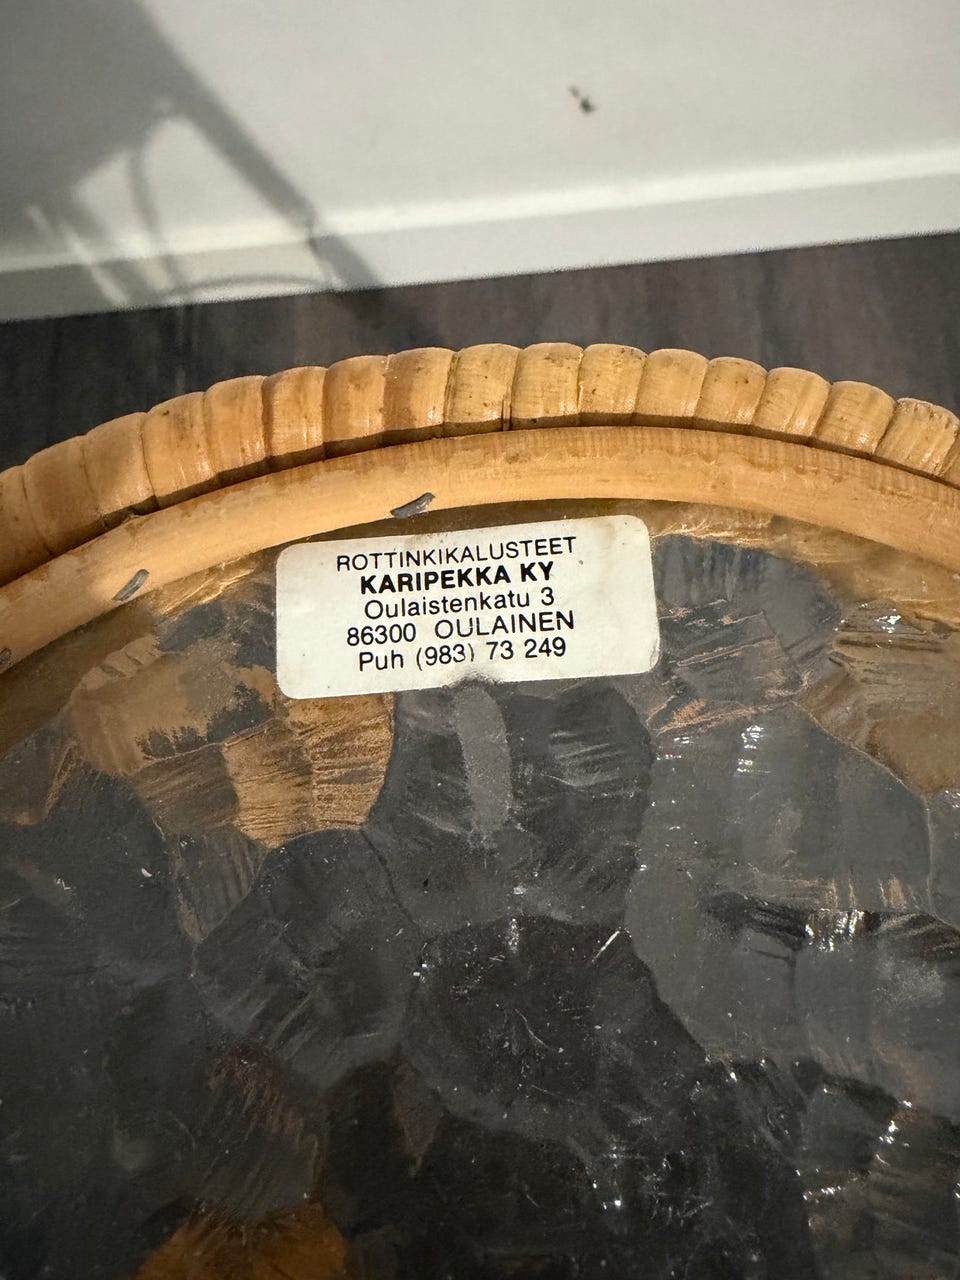 ROTTINKIKALUSTEET
KARIPEKKA KY
Oulaistenkatu 3
86300 OULAINEN
Puh (983) 73 249